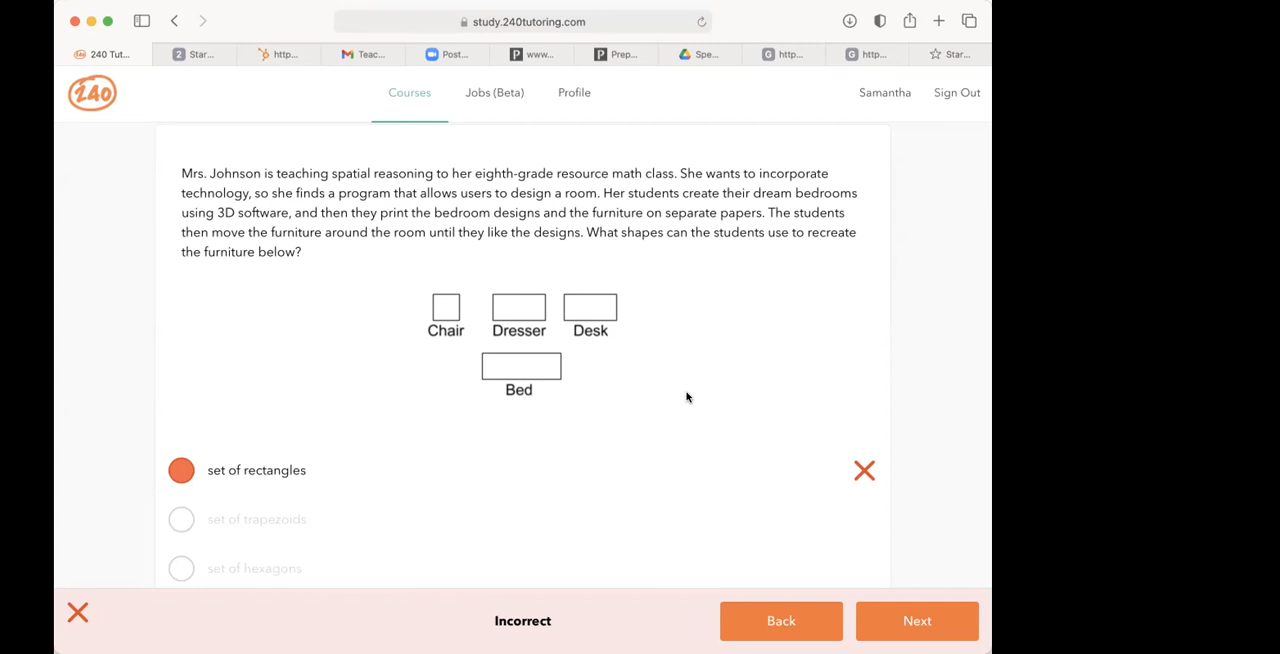 study.240tutoring.com
240 Tut...
2 Star...
http...
Teac...
Post...
P www...
P Prep...
Spe...
G http...
G http...
Star...
240
Courses
Jobs (Beta)
Profile
Samantha
Sign Out
Mrs. Johnson is teaching spatial reasoning to her eighth-grade resource math class. She wants to incorporate
technology, so she finds a program that allows users to design a room. Her students create their dream bedrooms
using 3D software, and then they print the bedroom designs and the furniture on separate papers. The students
then move the furniture around the room until they like the designs. What shapes can the students use to recreate
the furniture below?
Chair Dresser Desk
Bed
set of rectangles
set of trapezoids
set of hexagons
Incorrect
Back
Next